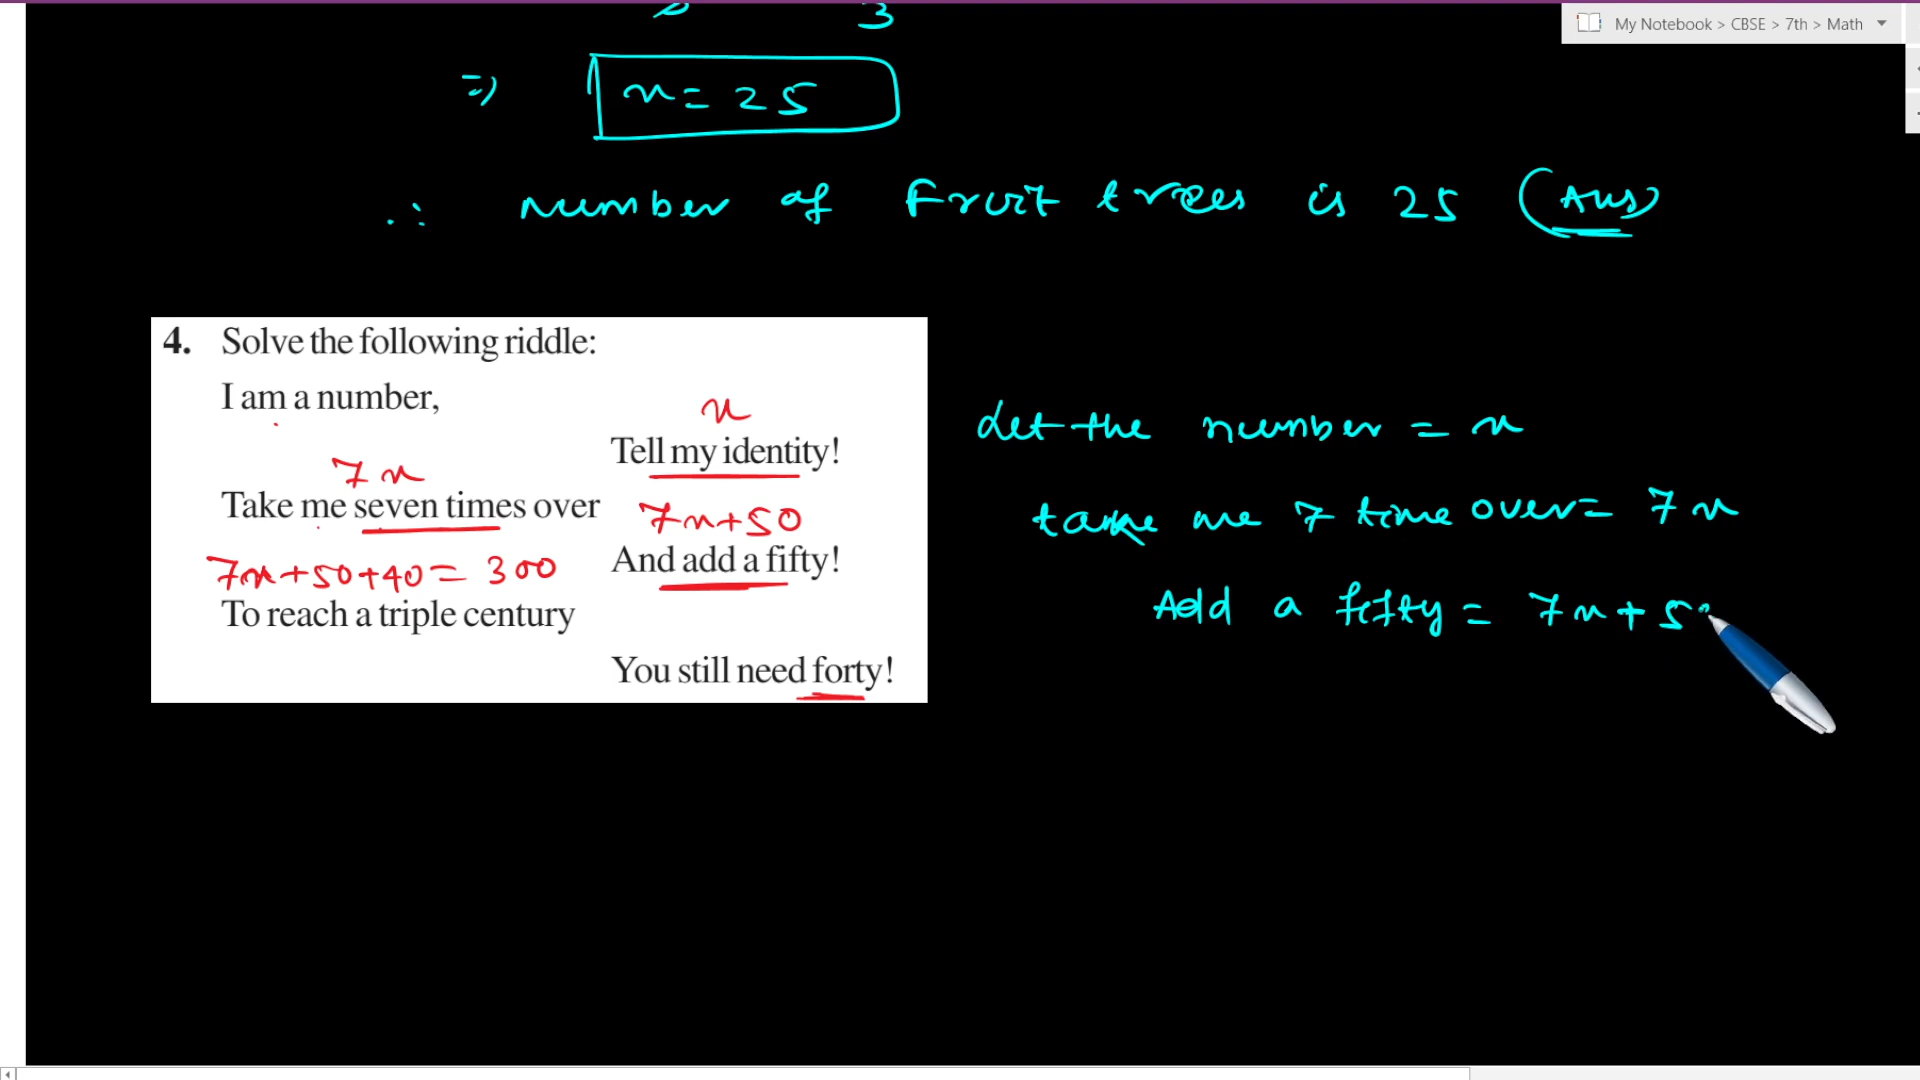 3
My Notebook > CBSE > 7th > Math
=> x = 25
∴ Number of Fruit trees is 25 (Ans)
4. Solve the following riddle:
I am a number,
x
Tell my identity!
7x
Take me seven times over
7x+50
And add a fifty!
7x+50+40= 300
To reach a triple century
You still need forty!
Let the number = x
take me 7 time over= 7x
Add a fifty = 7x+5